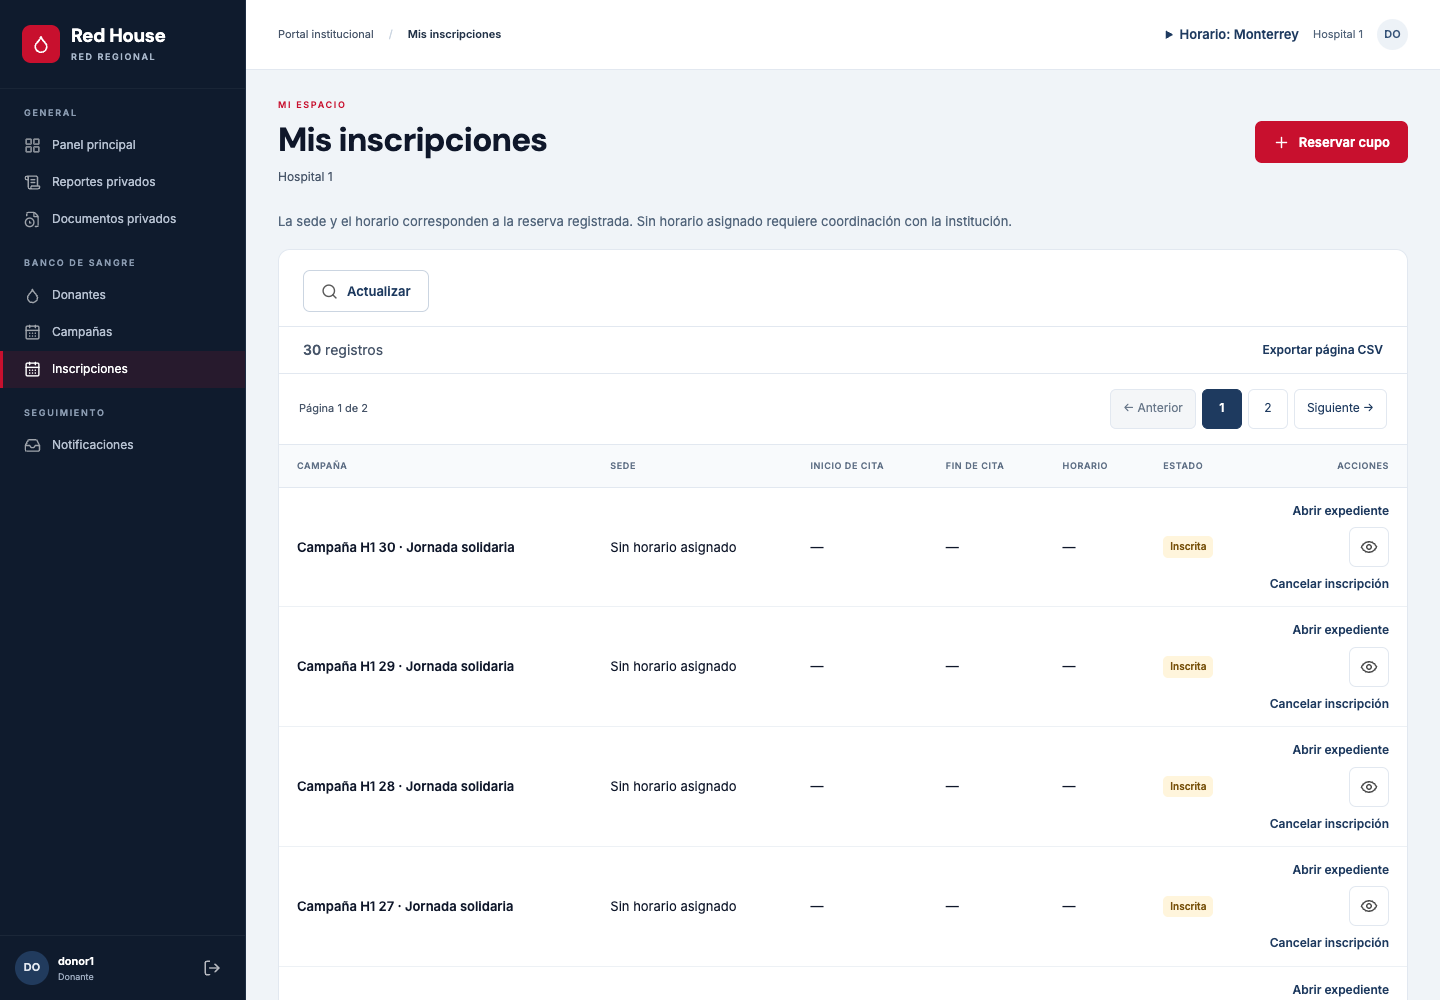 Red House
RED REGIONAL
GENERAL
Panel principal
Reportes privados
Documentos privados
BANCO DE SANGRE
Donantes
Campañas
Inscripciones
SEGUIMIENTO
Notificaciones
DO
donor1
Donante
Portal institucional / Mis inscripciones
▶ Horario: Monterrey Hospital 1 DO
MI ESPACIO
Mis inscripciones
Hospital 1
+ Reservar cupo
La sede y el horario corresponden a la reserva registrada. Sin horario asignado requiere coordinación con la institución.
Actualizar
30 registros
Exportar página CSV
Página 1 de 2
← Anterior 1 2 Siguiente →
CAMPAÑA SEDE INICIO DE CITA FIN DE CITA HORARIO ESTADO ACCIONES
Abrir expediente
Campaña H1 30 · Jornada solidaria Sin horario asignado — — — Inscrita
Cancelar inscripción
Abrir expediente
Campaña H1 29 · Jornada solidaria Sin horario asignado — — — Inscrita
Cancelar inscripción
Abrir expediente
Campaña H1 28 · Jornada solidaria Sin horario asignado — — — Inscrita
Cancelar inscripción
Abrir expediente
Campaña H1 27 · Jornada solidaria Sin horario asignado — — — Inscrita
Cancelar inscripción
Abrir expediente